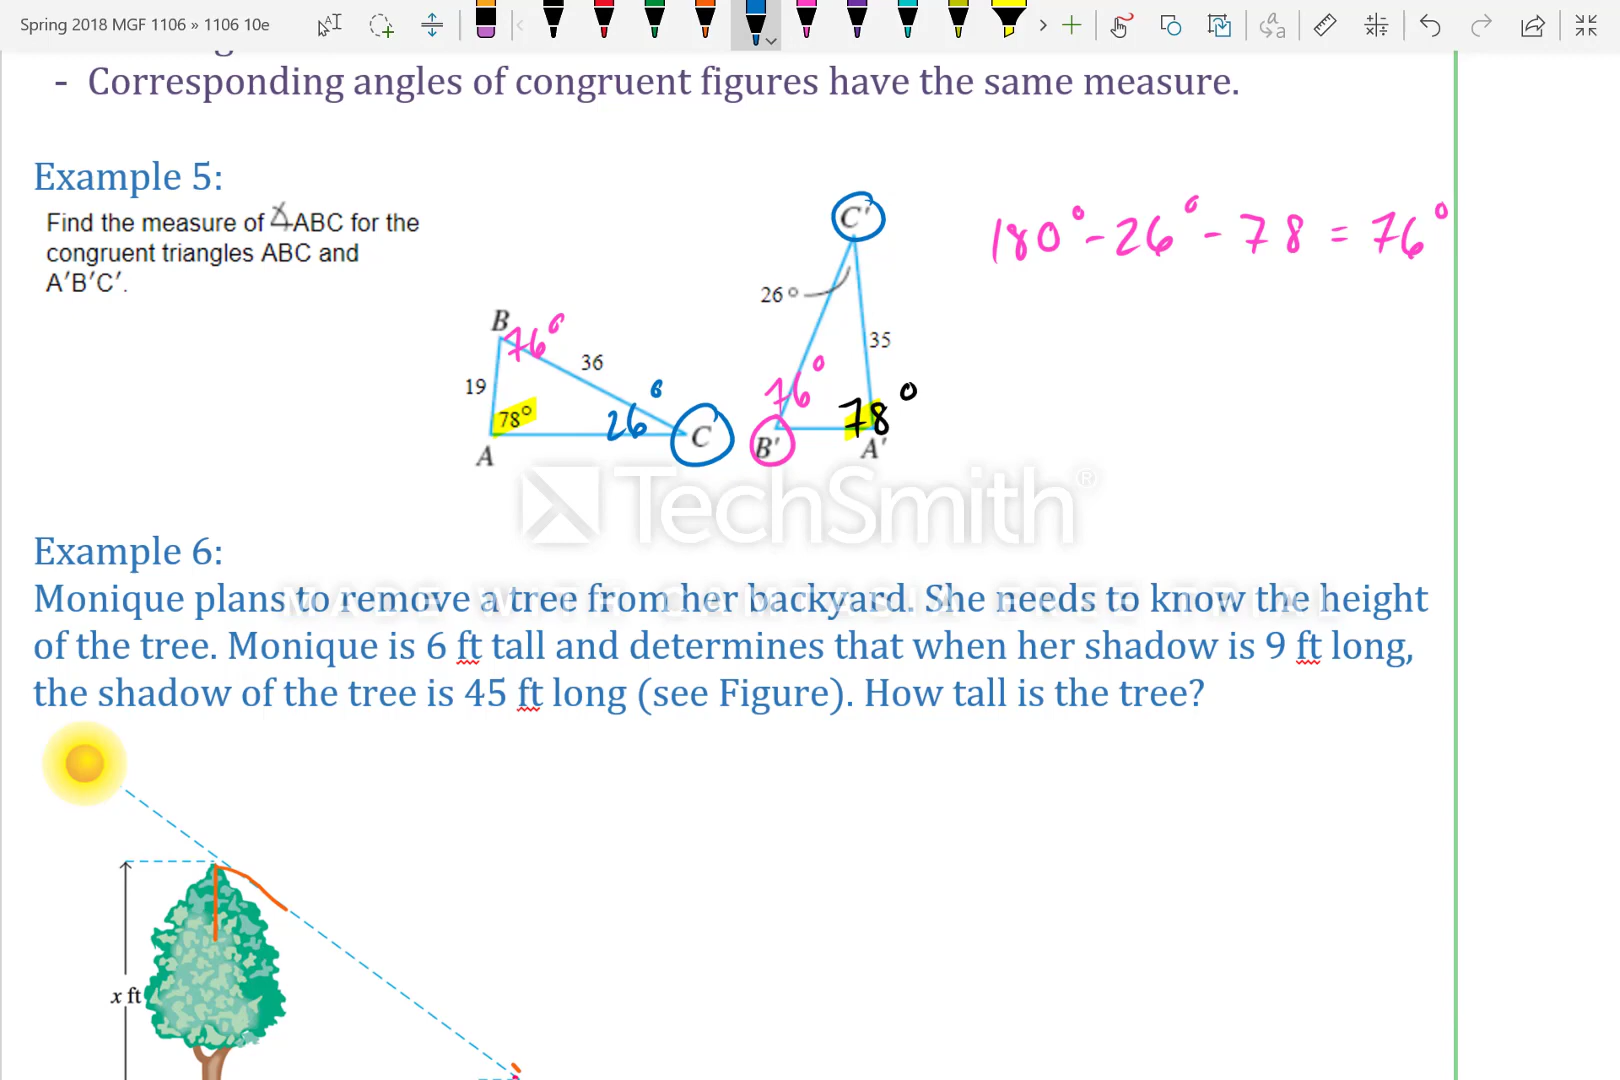 Spring 2018 MGF 1106 » 1106 10e
- Corresponding angles of congruent figures have the same measure.
Example 5:
Find the measure of ∡ABC for the
congruent triangles ABC and
A′B′C′.
180° - 26° - 78 = 76°
C'
26°
35
B
76°
36
19
78°
26°
A
C
76°
78°
B'
A'
TechSmith®
Example 6:
Monique plans to remove a tree from her backyard. She needs to know the height
of the tree. Monique is 6 ft tall and determines that when her shadow is 9 ft long,
the shadow of the tree is 45 ft long (see Figure). How tall is the tree?
x ft